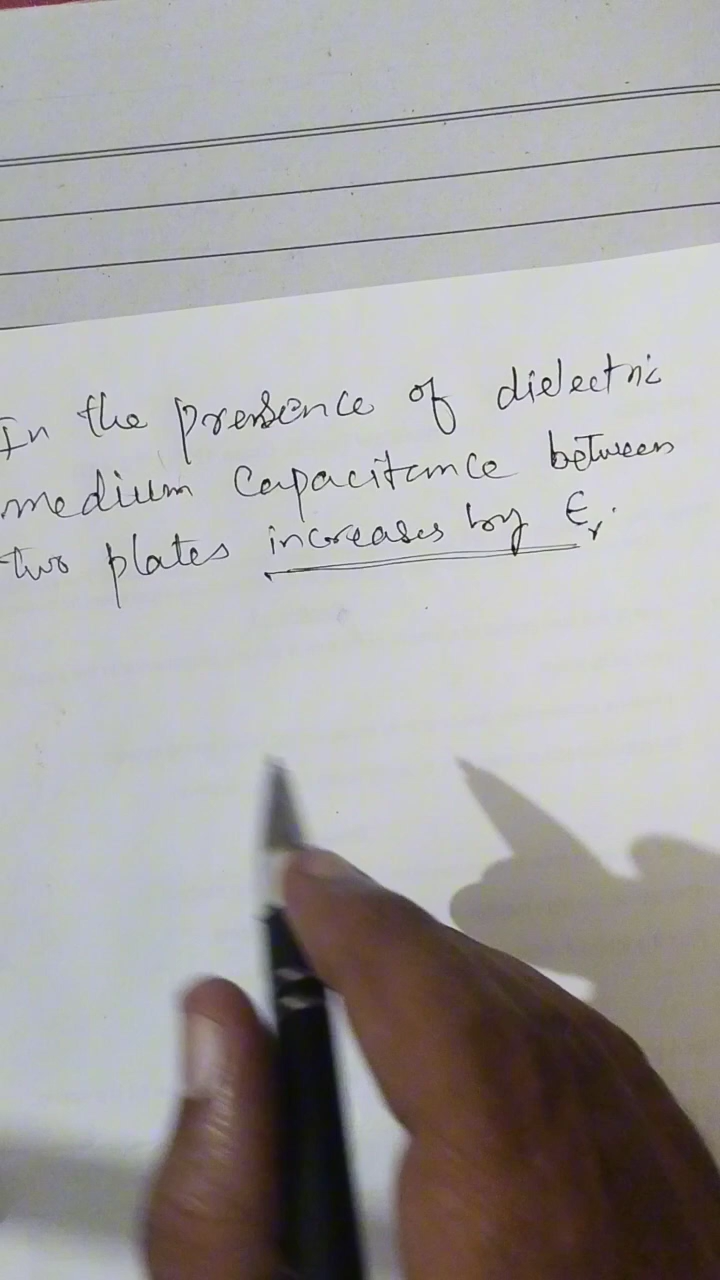 In the presence of dielectric
medium capacitance between
two plates increases by ϵr.